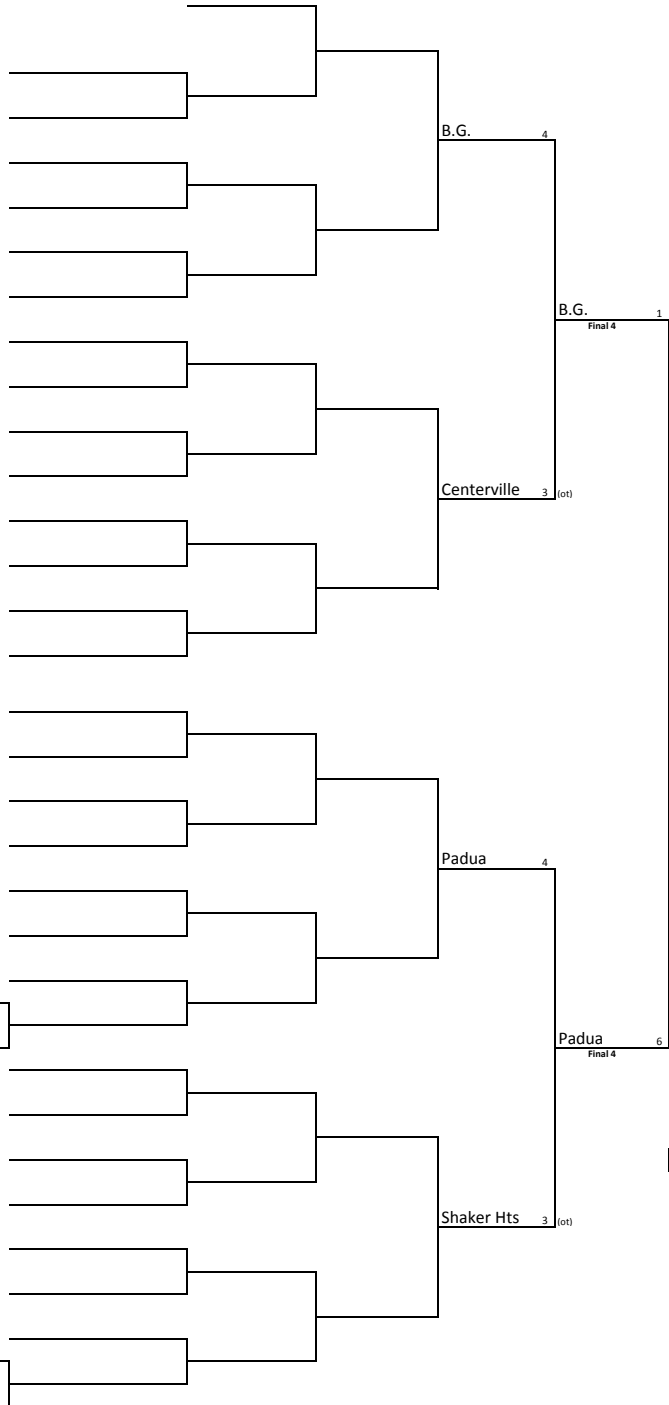 B.G. 4
B.G. 1
Final 4
Centerville 3 (ot)
Padua 4
Padua 6
Final 4
Shaker Hts 3 (ot)